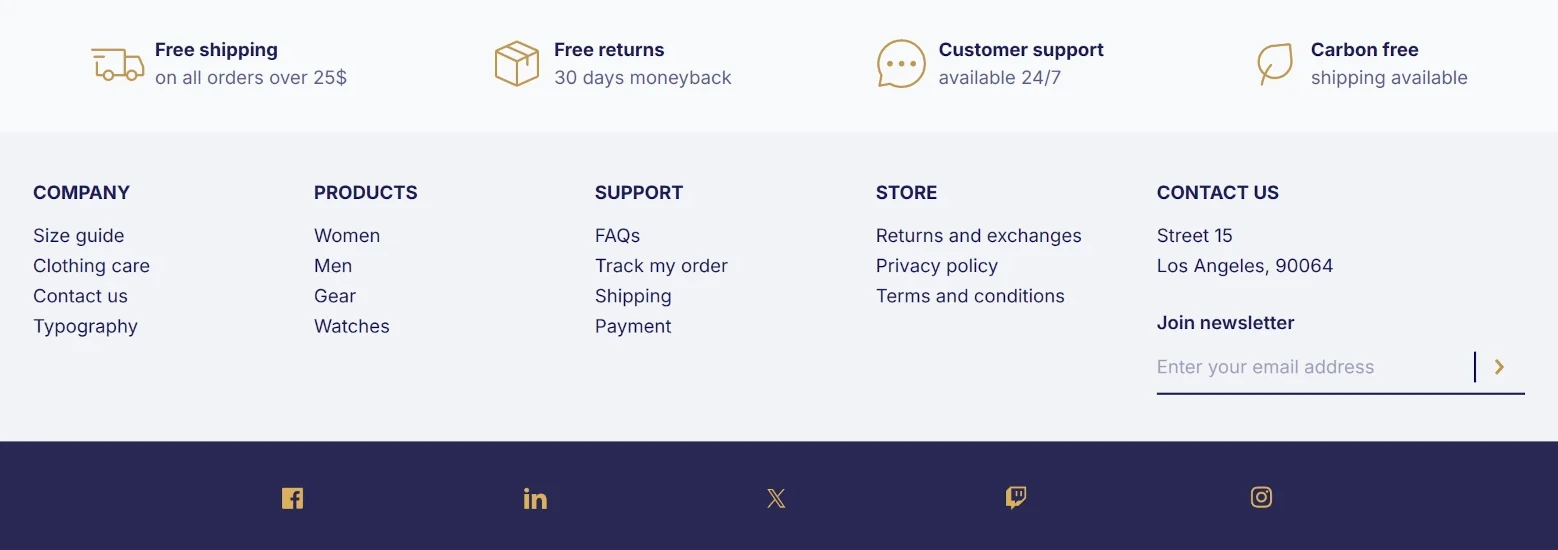 Free shipping
on all orders over 25$
Free returns
30 days moneyback
Customer support
available 24/7
Carbon free
shipping available
COMPANY
Size guide
Clothing care
Contact us
Typography
PRODUCTS
Women
Men
Gear
Watches
SUPPORT
FAQs
Track my order
Shipping
Payment
STORE
Returns and exchanges
Privacy policy
Terms and conditions
CONTACT US
Street 15
Los Angeles, 90064
Join newsletter
Enter your email address